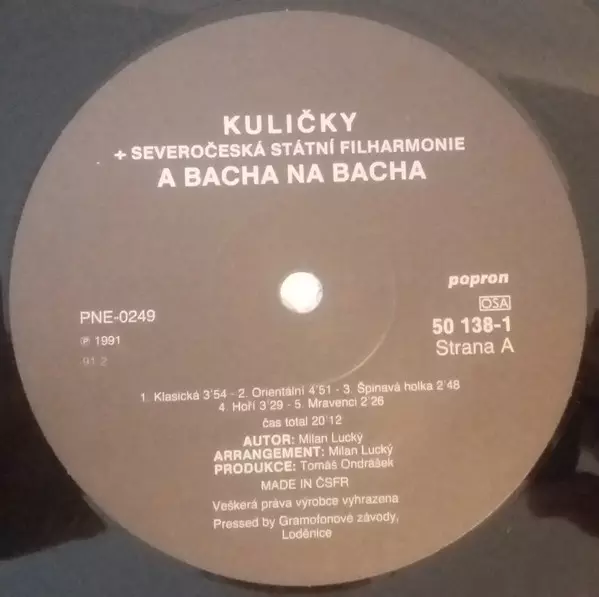 KULIČKY
+ SEVEROČESKÁ STÁTNÍ FILHARMONIE
A BACHA NA BACHA
popron
OSA
PNE-0249
50 138-1
℗ 1991
Strana A
91 2
1. Klasická 3'54 - 2. Orientální 4'51 - 3. Špinavá holka 2'48
4. Hoří 3'29 - 5. Mravenci 2'26
čas total 20'12
AUTOR: Milan Lucký
ARRANGEMENT: Milan Lucký
PRODUKCE: Tomáš Ondrášek
MADE IN ČSFR
Veškerá práva výrobce vyhrazena
Pressed by Gramofonové závody,
Loděnice